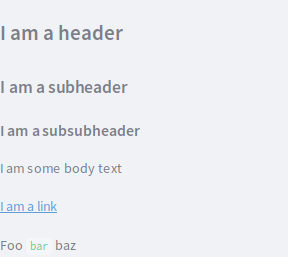 I am a header
I am a subheader
I am a subsubheader
I am some body text
I am a link
Foo bar baz